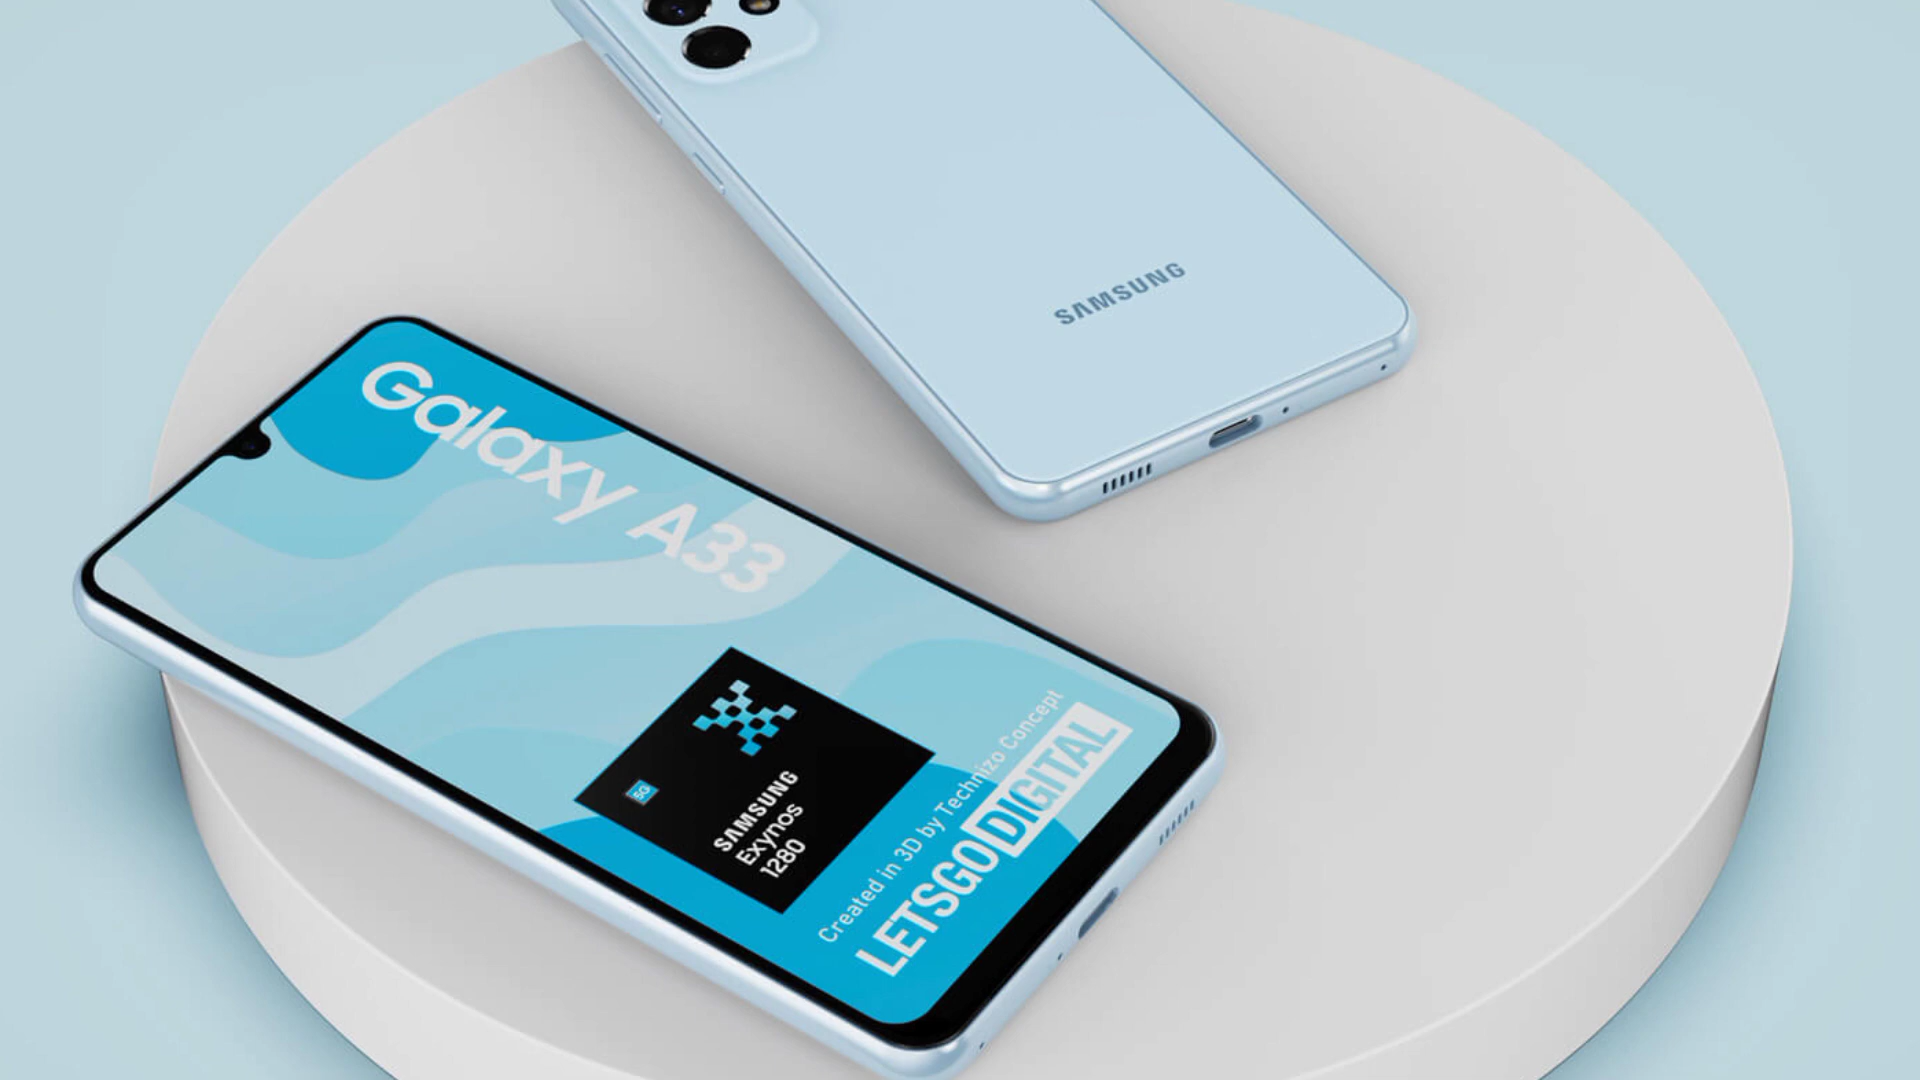 SAMSUNG
Galaxy A33
5G
SAMSUNG
Exynos
1280
Created in 3D by Technizo Concept
LETSGODIGITAL